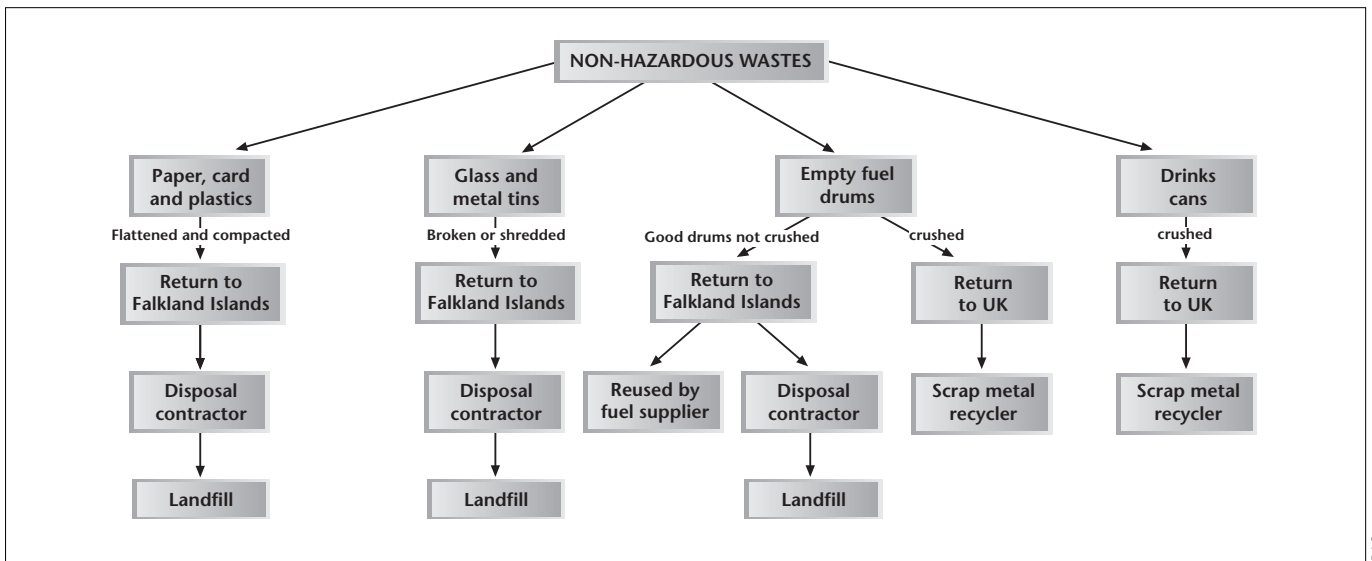 NON-HAZARDOUS WASTES
Paper, card
and plastics
Glass and
metal tins
Empty fuel
drums
Drinks
cans
Flattened and compacted
Broken or shredded
Good drums not crushed
crushed
crushed
Return to
Falkland Islands
Return to
Falkland Islands
Return to
Falkland Islands
Return
to UK
Return
to UK
Disposal
contractor
Disposal
contractor
Reused by
fuel supplier
Disposal
contractor
Scrap metal
recycler
Scrap metal
recycler
Landfill
Landfill
Landfill